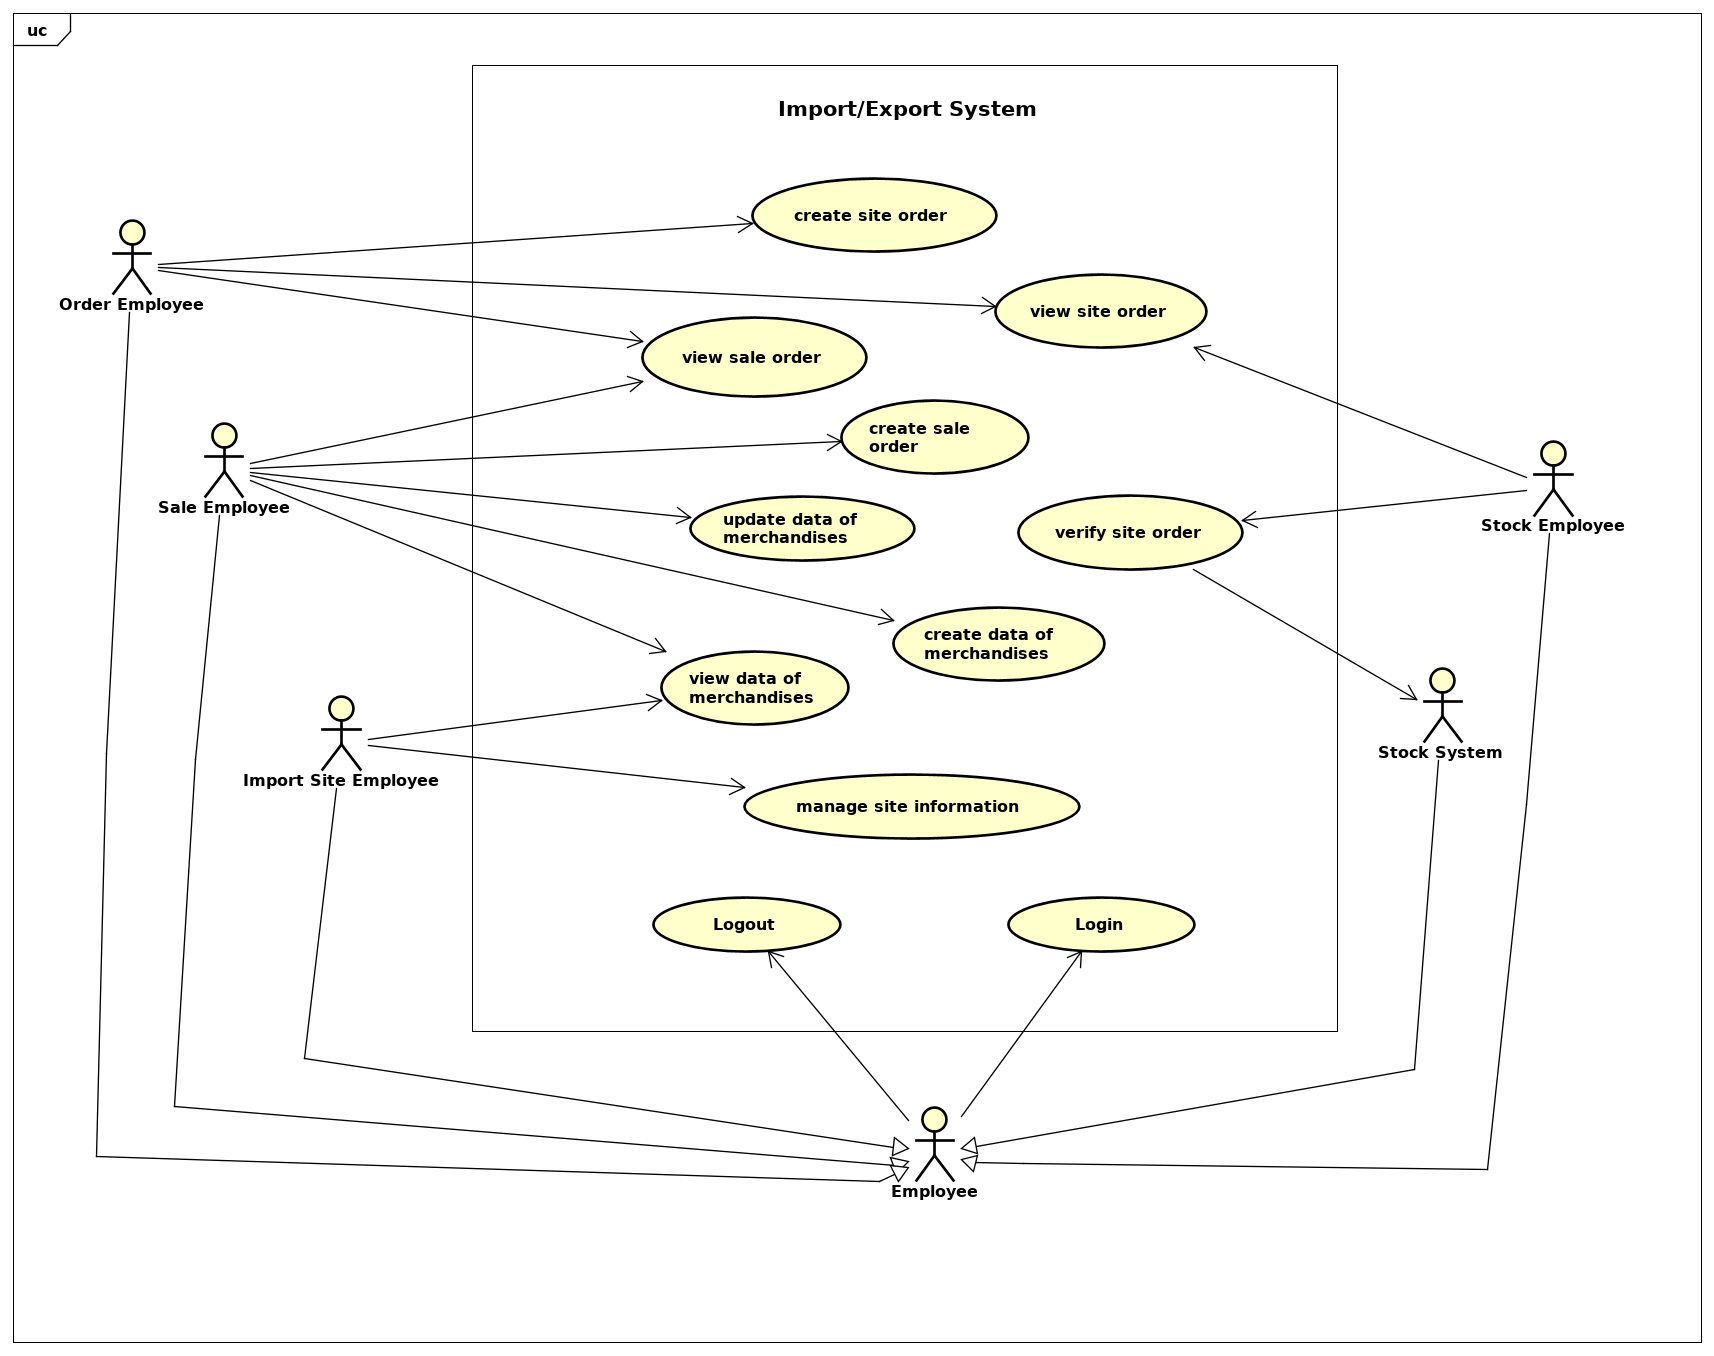 uc
Import/Export System
create site order
Order Employee
view site order
view sale order
create sale
order
Sale Employee
update data of
merchandises
verify site order
Stock Employee
create data of
merchandises
view data of
merchandises
Stock System
Import Site Employee
manage site information
Logout
Login
Employee